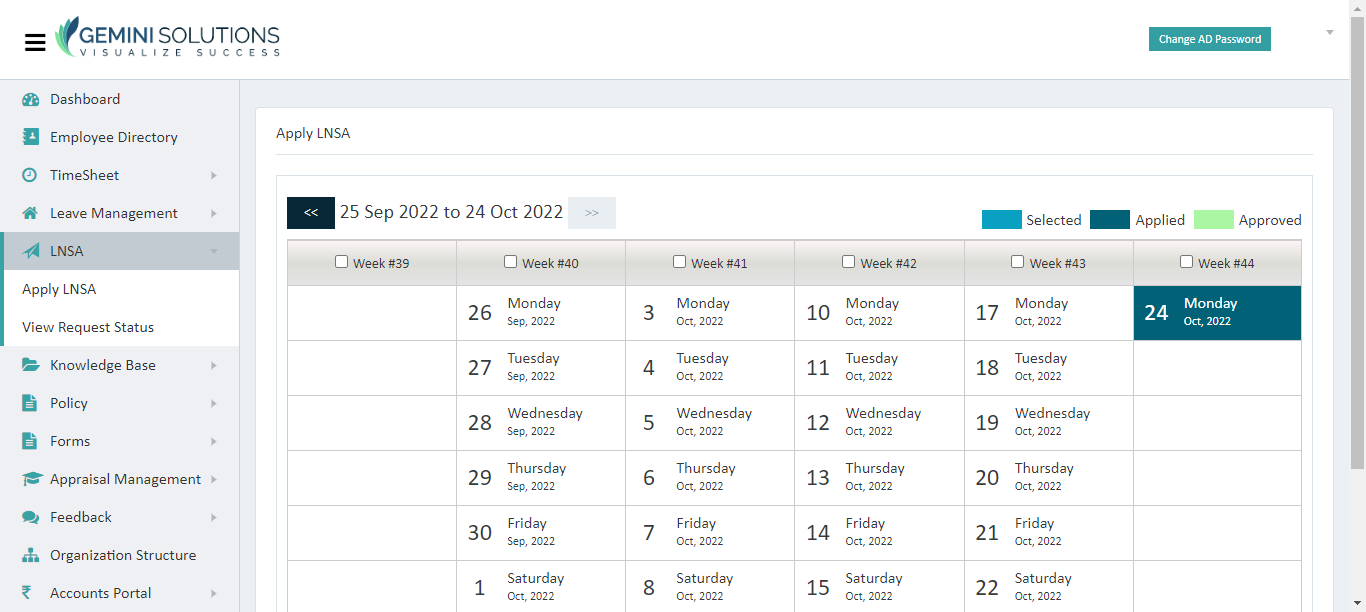 GEMINI SOLUTIONS
VISUALIZE SUCCESS
Change AD Password
Dashboard
Employee Directory
TimeSheet
Leave Management
LNSA
Apply LNSA
View Request Status
Knowledge Base
Policy
Forms
Appraisal Management
Feedback
Organization Structure
Accounts Portal
Apply LNSA
<< 25 Sep 2022 to 24 Oct 2022 >>
Selected Applied Approved
Week #39 Week #40 Week #41 Week #42 Week #43 Week #44
26 Monday Sep, 2022 3 Monday Oct, 2022 10 Monday Oct, 2022 17 Monday Oct, 2022 24 Monday Oct, 2022
27 Tuesday Sep, 2022 4 Tuesday Oct, 2022 11 Tuesday Oct, 2022 18 Tuesday Oct, 2022
28 Wednesday Sep, 2022 5 Wednesday Oct, 2022 12 Wednesday Oct, 2022 19 Wednesday Oct, 2022
29 Thursday Sep, 2022 6 Thursday Oct, 2022 13 Thursday Oct, 2022 20 Thursday Oct, 2022
30 Friday Sep, 2022 7 Friday Oct, 2022 14 Friday Oct, 2022 21 Friday Oct, 2022
1 Saturday Oct, 2022 8 Saturday Oct, 2022 15 Saturday Oct, 2022 22 Saturday Oct, 2022